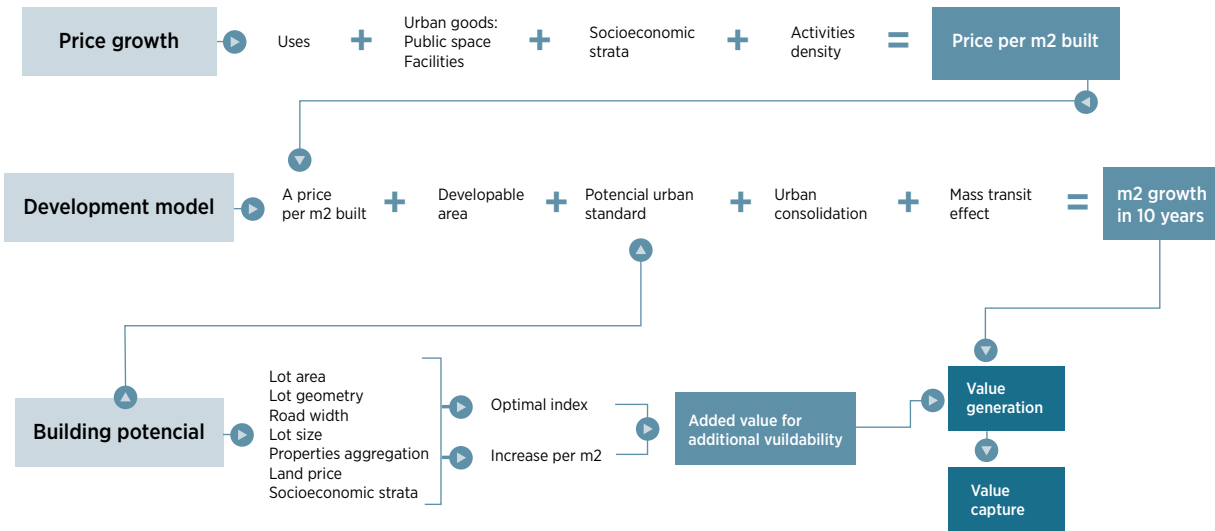 Price growth
Uses
+
Urban goods:
Public space
Facilities
+
Socioeconomic
strata
+
Activities
density
=
Price per m2 built
Development model
A price
per m2 built
+
Developable
area
+
Potencial urban
standard
+
Urban
consolidation
+
Mass transit
effect
=
m2 growth
in 10 years
Building potencial
Lot area
Lot geometry
Road width
Lot size
Properties aggregation
Land price
Socioeconomic strata
Optimal index
Increase per m2
Added value for
additional vuildability
Value
generation
Value
capture